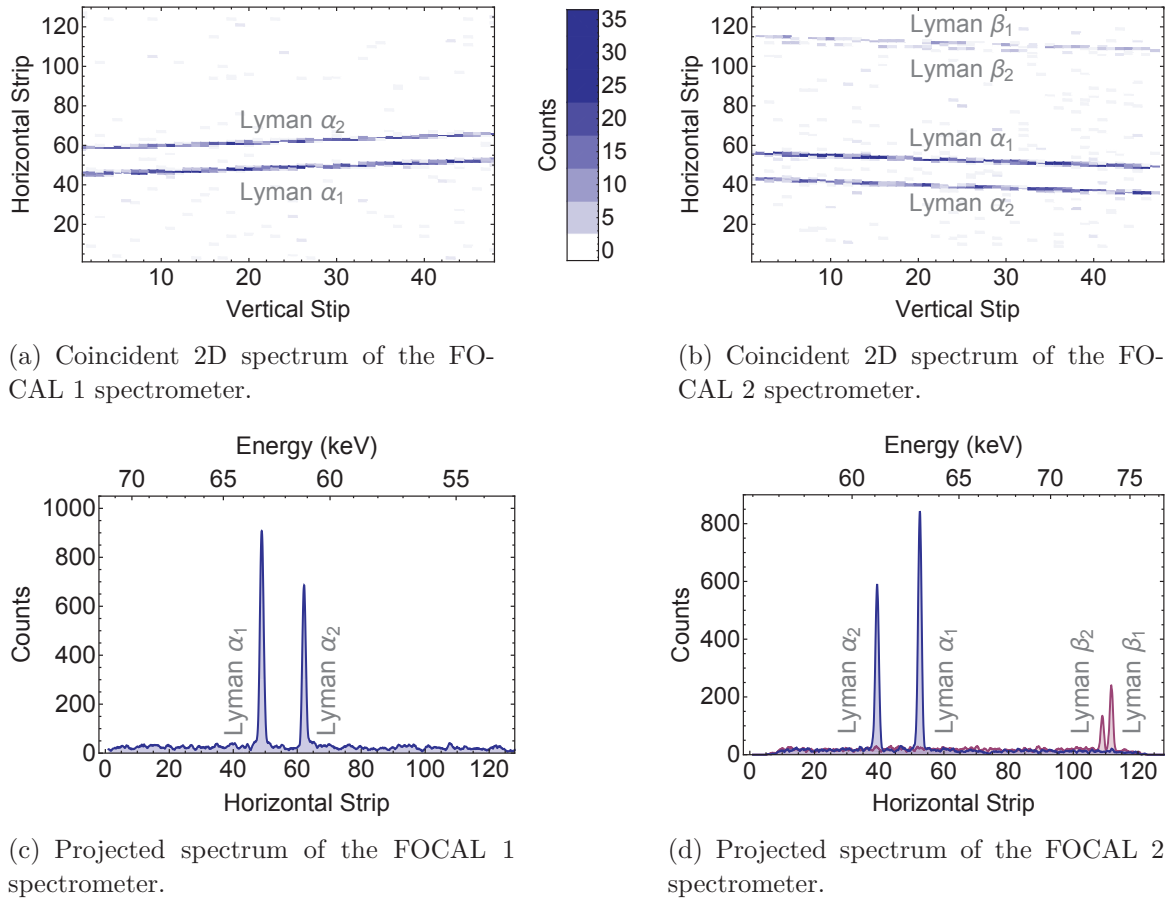 120
100
80
60
40
20
10
20
30
40
Horizontal Strip
Vertical Stip
Lyman α2
Lyman α1
35
30
25
20
15
10
5
0
Counts
120
100
80
60
40
20
10
20
30
40
Horizontal Strip
Vertical Stip
Lyman β1
Lyman β2
Lyman α1
Lyman α2
(a) Coincident 2D spectrum of the FO-
CAL 1 spectrometer.
(b) Coincident 2D spectrum of the FO-
CAL 2 spectrometer.
Energy (keV)
70
65
60
55
1000
800
600
400
200
0
Counts
Lyman α1
Lyman α2
0
20
40
60
80
100
120
Horizontal Strip
Energy (keV)
60
65
70
75
800
600
400
200
0
Counts
Lyman α2
Lyman α1
Lyman β2
Lyman β1
0
20
40
60
80
100
120
Horizontal Strip
(c) Projected spectrum of the FOCAL 1
spectrometer.
(d) Projected spectrum of the FOCAL 2
spectrometer.